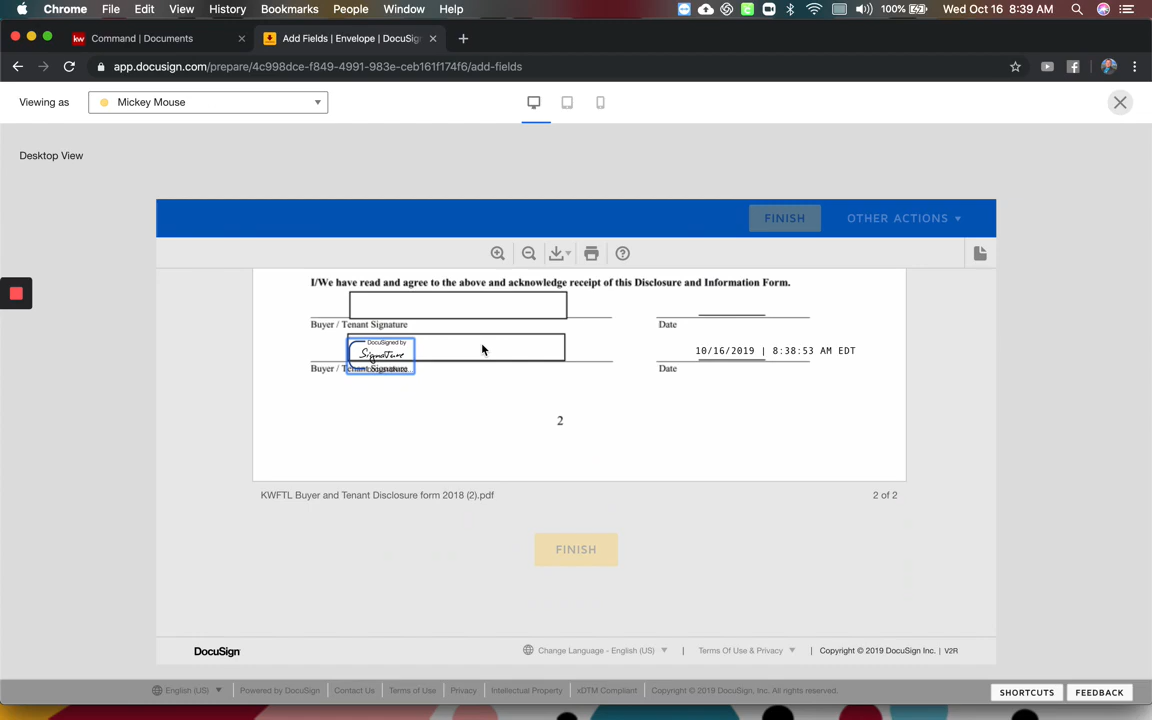 Chrome File Edit View History Bookmarks People Window Help 100% Wed Oct 16 8:39 AM
kw Command | Documents Add Fields | Envelope | DocuSig
app.docusign.com/prepare/4c998dce-f849-4991-983e-ceb161f174f6/add-fields
Viewing as Mickey Mouse
Desktop View
FINISH OTHER ACTIONS
I/We have read and agree to the above and acknowledge receipt of this Disclosure and Information Form.
Buyer / Tenant Signature Date
DocuSigned by
Signature 10/16/2019 | 8:38:53 AM EDT
Buyer / Tenant Signature Date
2
KWFTL Buyer and Tenant Disclosure form 2018 (2).pdf 2 of 2
FINISH
DocuSign Change Language - English (US) | Terms Of Use & Privacy | Copyright © 2019 DocuSign Inc. | V2R
English (US) | Powered by DocuSign | Contact Us | Terms of Use | Privacy | Intellectual Property | xDTM Compliant | Copyright © 2019 DocuSign, Inc. All rights reserved. SHORTCUTS FEEDBACK